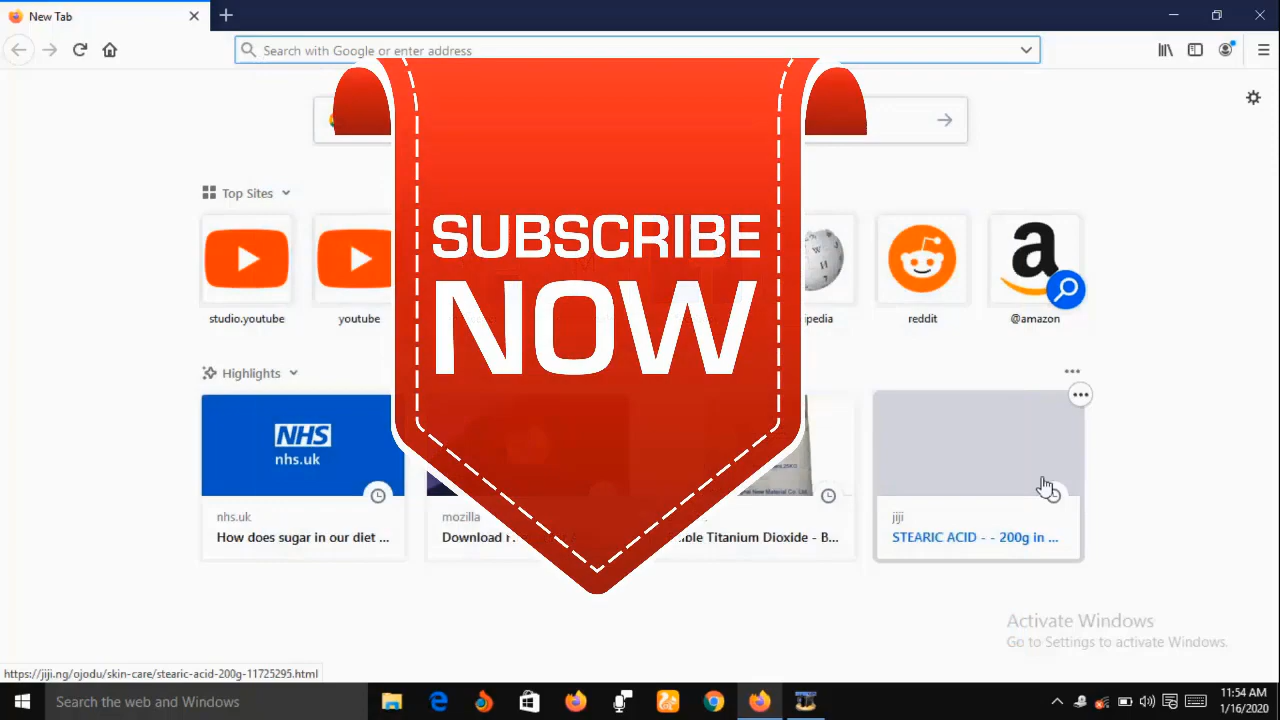 New Tab
Search with Google or enter address
Top Sites
SUBSCRIBE
NOW
studio.youtube
youtube
ipedia
reddit
@amazon
Highlights
NHS
nhs.uk
nhs.uk
How does sugar in our diet ...
mozilla
Download
ible Titanium Dioxide - B...
jiji
STEARIC ACID - - 200g in ...
Activate Windows
Go to Settings to activate Windows.
https://jiji.ng/ojodu/skin-care/stearic-acid-200g-11725295.html
Search the web and Windows
11:54 AM
1/16/2020